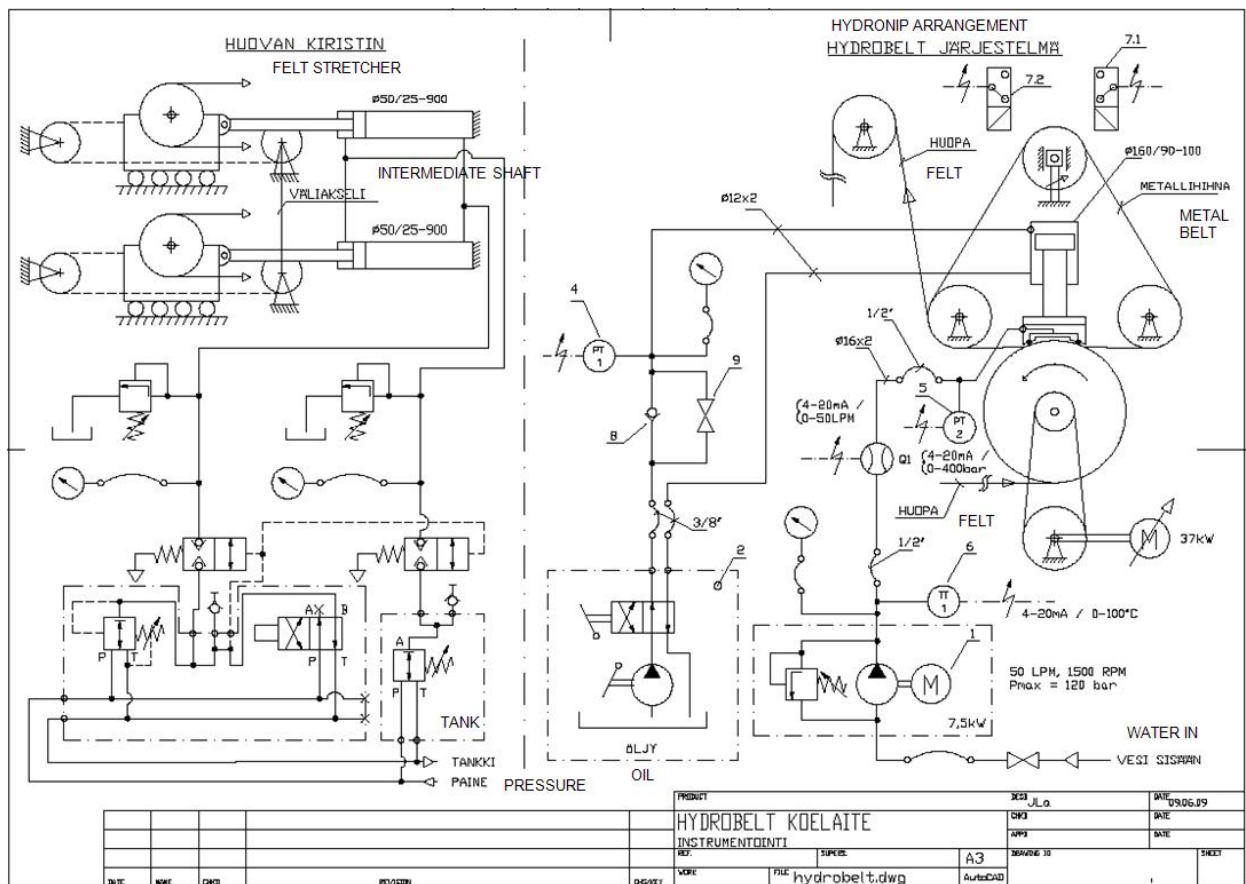 HUOVAN KIRISTIN
FELT STRETCHER
HYDRONIP ARRANGEMENT
HYDROBELT JÄRJESTELMÄ
7.1
7.2
ø50/25-900
INTERMEDIATE SHAFT
VÄLIAKSELI
ø50/25-900
HUOPA
FELT
ø160/90-100
METALLIHIHNA
METAL
BELT
ø12x2
4
PT
1
1/2'
ø16x2
9
8
5
PT
2
(4-20mA /
(0-50LPM
Q1
(4-20mA /
(0-400bar
HUOPA
FELT
M
37kW
3/8'
2
1/2'
6
TT
1
4-20mA / 0-100°C
A
B
P
T
P
T
A
P
T
TANK
1
M
50 LPM, 1500 RPM
Pmax = 120 bar
7,5kW
ÖLJY
OIL
WATER IN
VESI SISÄÄN
TANKKI
PAINE
PRESSURE
PRODUCT
HYDROBELT KOELAITE
INSTRUMENTOINTI
JLa
DATE
09.06.09
CHKD
DATE
APPD
DATE
REF.
A3
DRAWING ID
SHEET
WORK
FILE
hydrobelt.dwg
AutoCAD
DATE
NAME
CHKD
REVISION